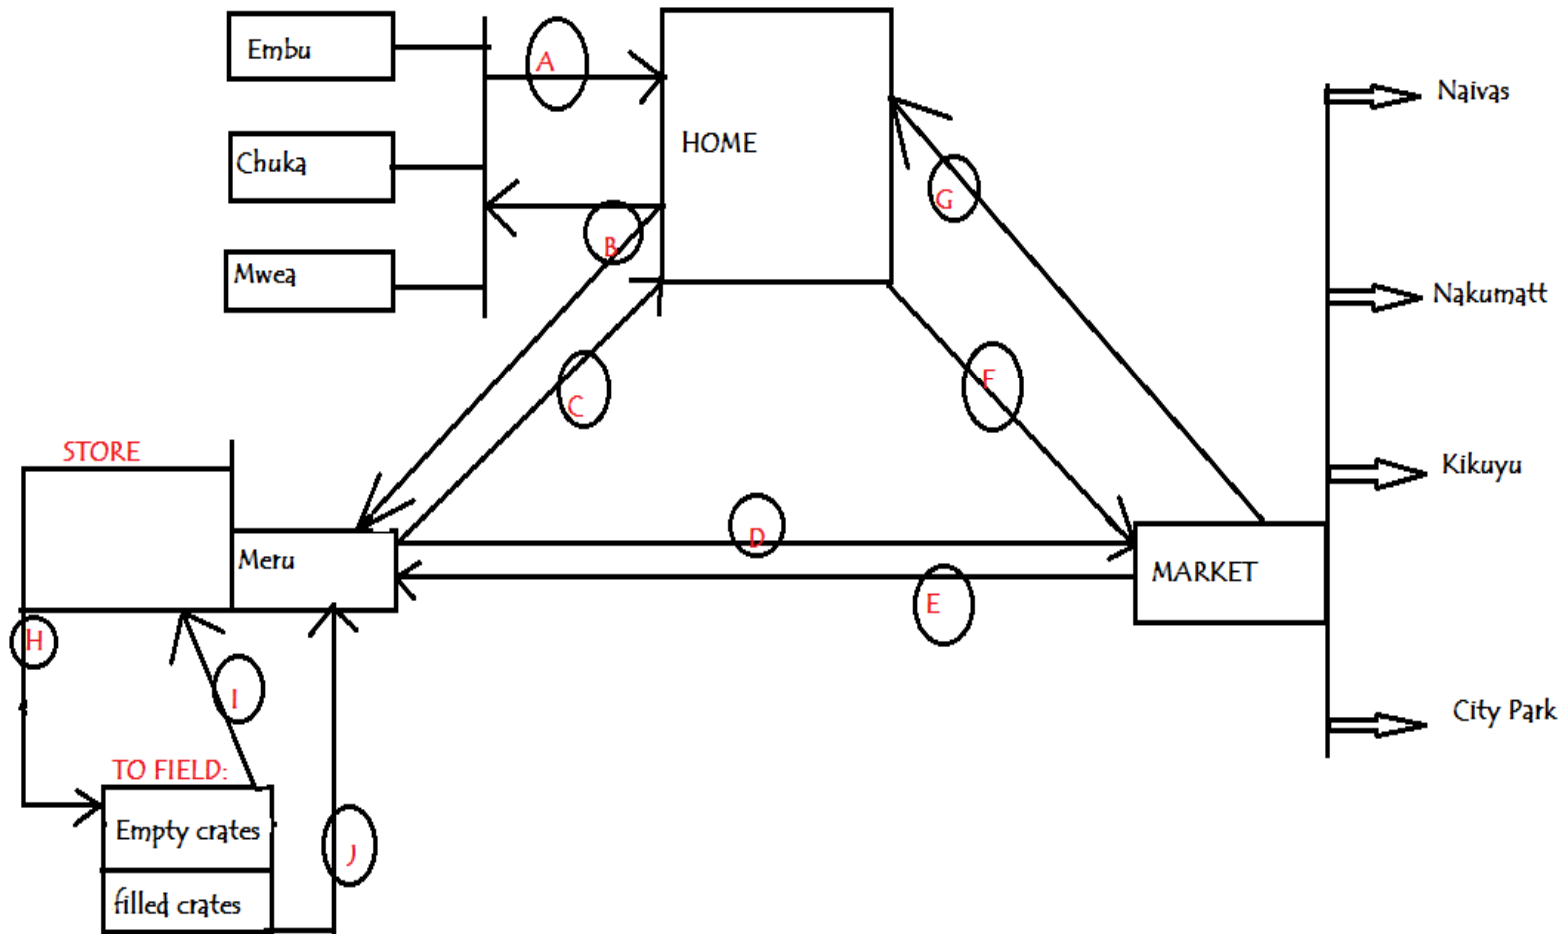 Embu
A
HOME
Naivas
Chuka
G
B
Mwea
Nakumatt
C
F
STORE
Kikuyu
Meru
D
MARKET
E
H
I
City Park
TO FIELD:
Empty crates
J
filled crates